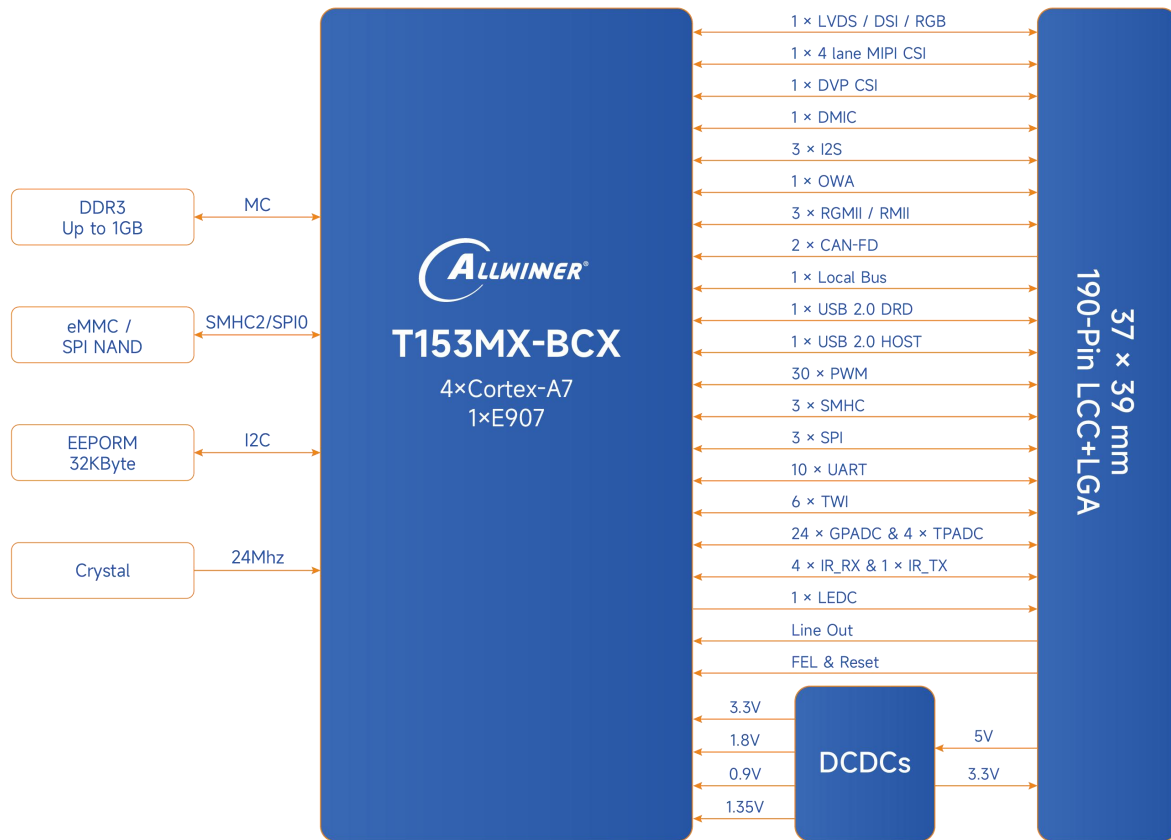 DDR3
Up to 1GB
MC
eMMC /
SPI NAND
SMHC2/SPI0
EEPORM
32KByte
I2C
Crystal
24Mhz
ALLWINNER®
T153MX-BCX
4×Cortex-A7
1×E907
1 × LVDS / DSI / RGB
1 × 4 lane MIPI CSI
1 × DVP CSI
1 × DMIC
3 × I2S
1 × OWA
3 × RGMII / RMII
2 × CAN-FD
1 × Local Bus
1 × USB 2.0 DRD
1 × USB 2.0 HOST
30 × PWM
3 × SMHC
3 × SPI
10 × UART
6 × TWI
24 × GPADC & 4 × TPADC
4 × IR_RX & 1 × IR_TX
1 × LEDC
Line Out
FEL & Reset
3.3V
1.8V
0.9V
1.35V
DCDCs
5V
3.3V
37 × 39 mm
190-Pin LCC+LGA